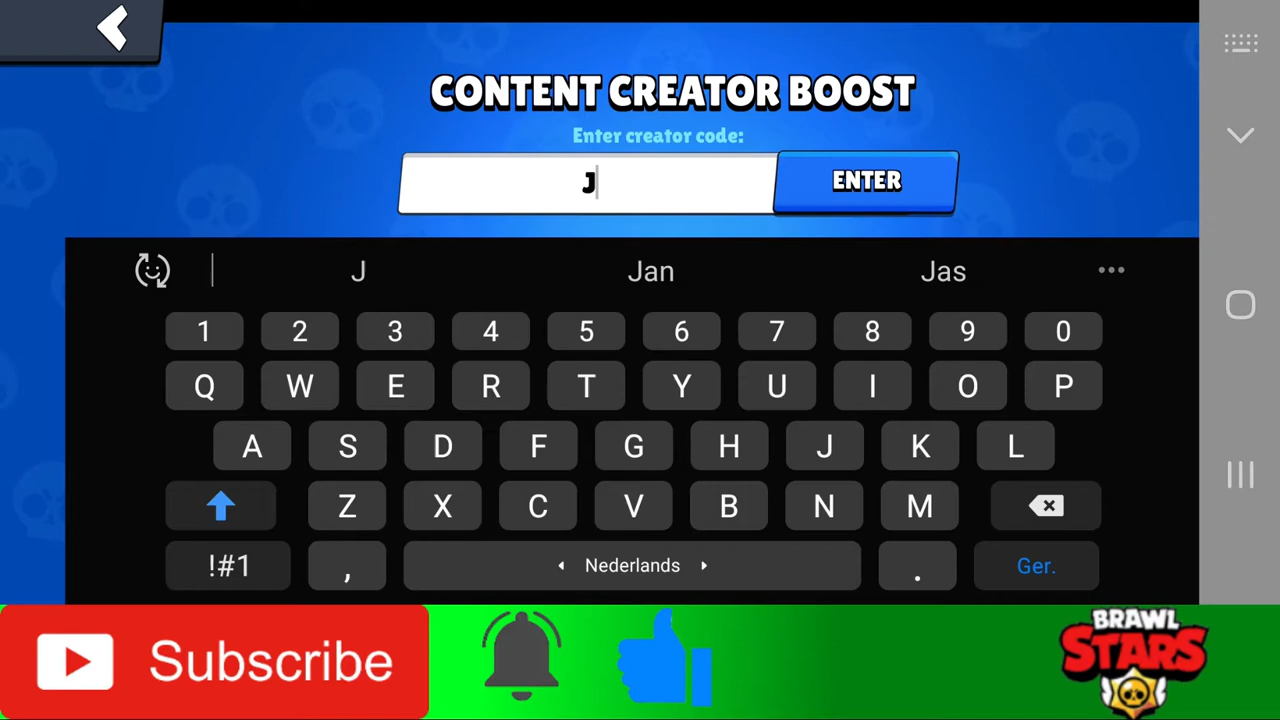 CONTENT CREATOR BOOST
Enter creator code:
J
ENTER
J Jan Jas
1 2 3 4 5 6 7 8 9 0
Q W E R T Y U I O P
A S D F G H J K L
Z X C V B N M
!#1 , Nederlands . Ger.
Subscribe
BRAWL
STARS